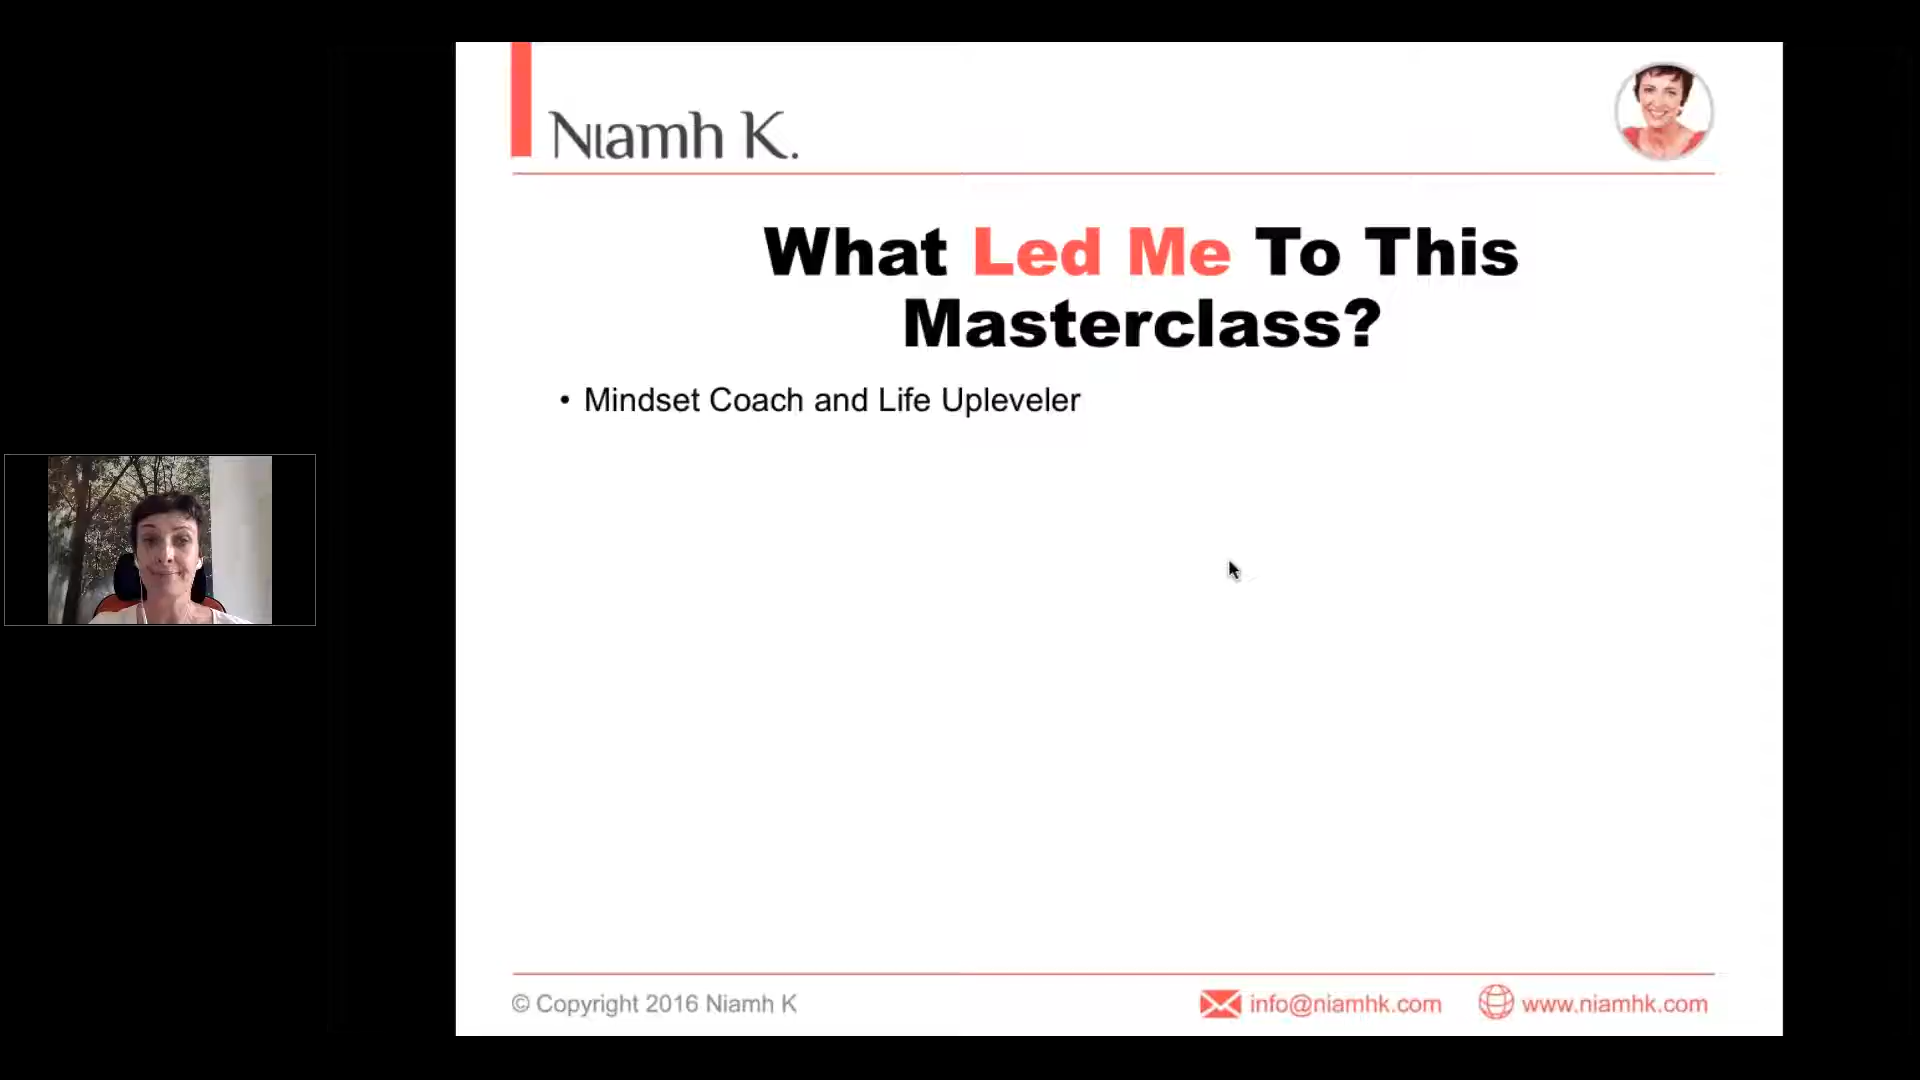 Niamh K.
What Led Me To This
Masterclass?
• Mindset Coach and Life Upleveler
© Copyright 2016 Niamh K
info@niamhk.com
www.niamhk.com